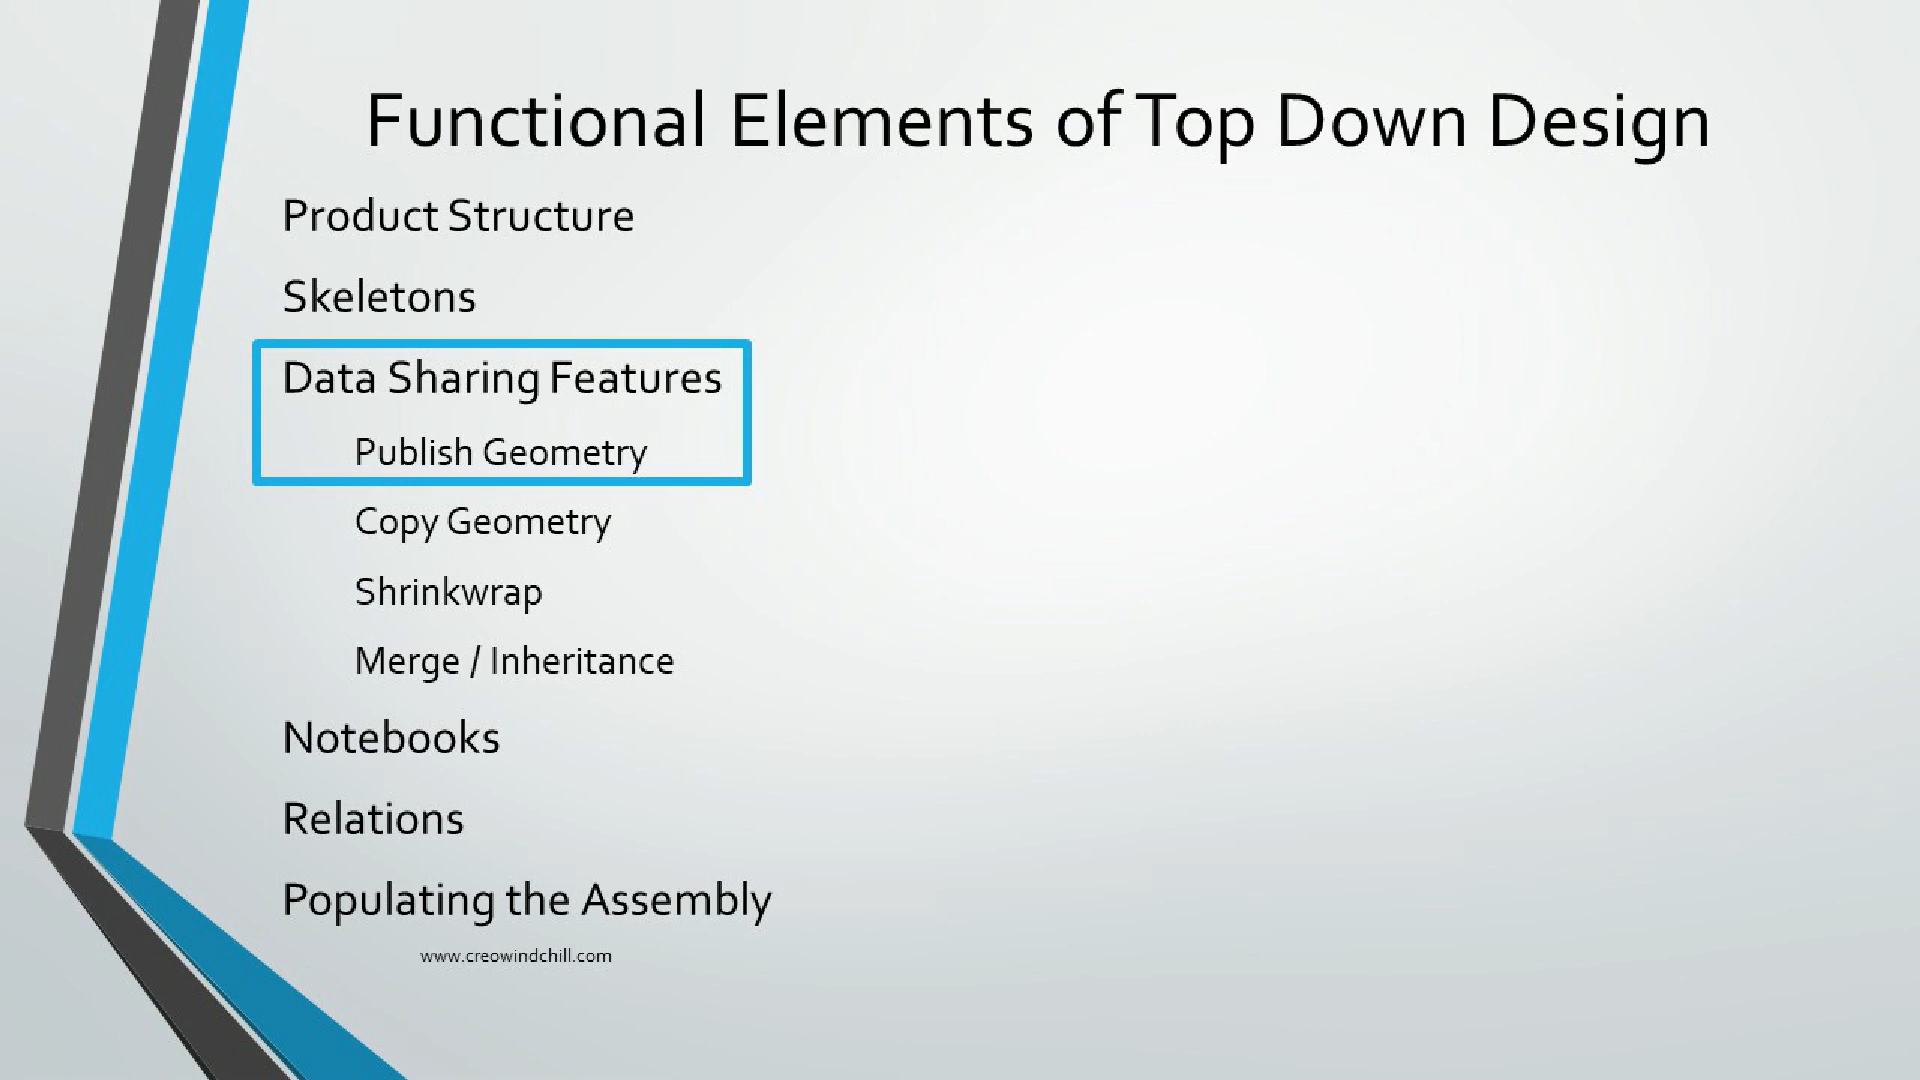 Functional Elements of Top Down Design
Product Structure
Skeletons
Data Sharing Features
Publish Geometry
Copy Geometry
Shrinkwrap
Merge / Inheritance
Notebooks
Relations
Populating the Assembly
www.creowindchill.com